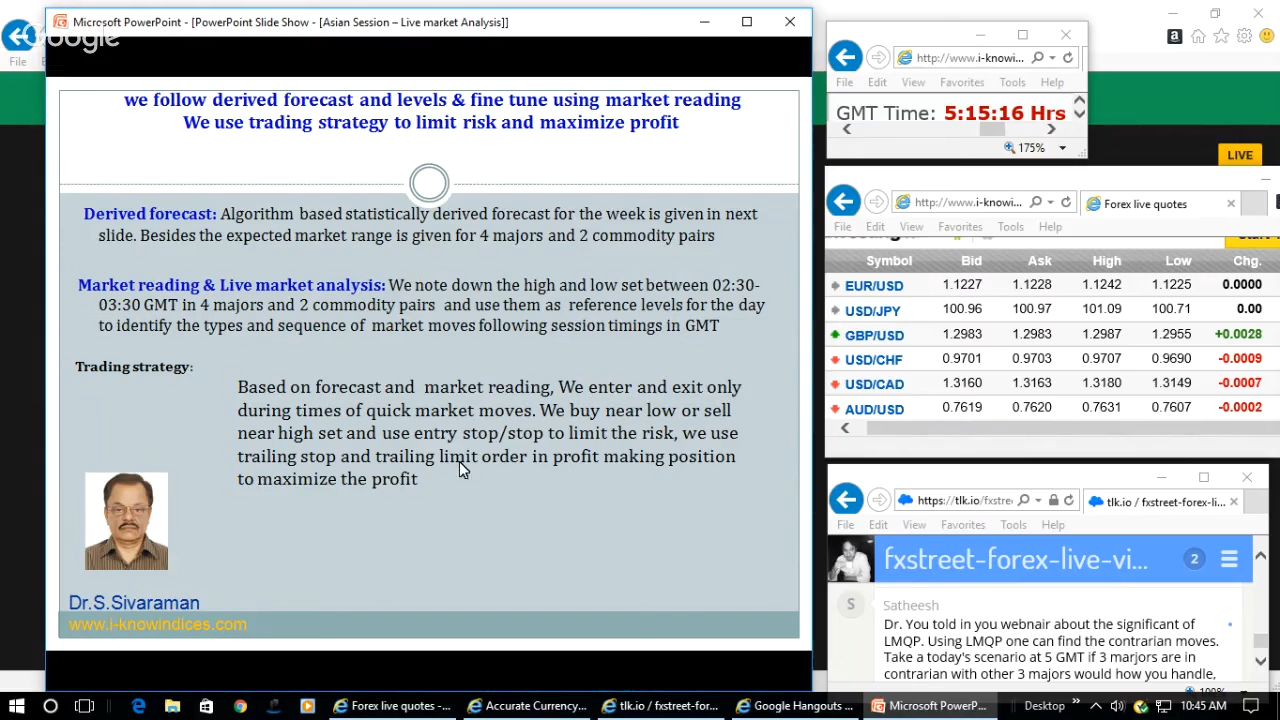 Microsoft PowerPoint - [PowerPoint Slide Show - [Asian Session – Live market Analysis]]
Google
File
we follow derived forecast and levels & fine tune using market reading
We use trading strategy to limit risk and maximize profit
Derived forecast: Algorithm based statistically derived forecast for the week is given in next
slide. Besides the expected market range is given for 4 majors and 2 commodity pairs
Market reading & Live market analysis: We note down the high and low set between 02:30-
03:30 GMT in 4 majors and 2 commodity pairs and use them as reference levels for the day
to identify the types and sequence of market moves following session timings in GMT
Trading strategy:
Based on forecast and market reading, We enter and exit only
during times of quick market moves. We buy near low or sell
near high set and use entry stop/stop to limit the risk, we use
trailing stop and trailing limit order in profit making position
to maximize the profit
Dr.S.Sivaraman
www.i-knowindices.com
http://www.i-knowi...
File Edit View Favorites Tools Help
GMT Time: 5:15:16 Hrs
175%
LIVE
http://www.i-knowi...
Forex live quotes
File Edit View Favorites Tools Help
Symbol Bid Ask High Low Chg.
EUR/USD 1.1227 1.1228 1.1242 1.1225 0.0000
USD/JPY 100.96 100.97 101.09 100.71 0.00
GBP/USD 1.2983 1.2983 1.2987 1.2955 +0.0028
USD/CHF 0.9701 0.9703 0.9707 0.9690 -0.0009
USD/CAD 1.3160 1.3163 1.3180 1.3149 -0.0007
AUD/USD 0.7619 0.7620 0.7631 0.7607 -0.0002
https://tlk.io/fxstre
tlk.io / fxstreet-forex-li...
File Edit View Favorites Tools Help
fxstreet-forex-live-vi...
2
S
Satheesh
Dr. You told in you webnair about the significant of
LMQP. Using LMQP one can find the contrarian moves.
Take a today's scenario at 5 GMT if 3 marjors are in
contrarian with other 3 majors would how you handle,
100%
Forex live quotes -...
Accurate Currency...
tlk.io / fxstreet-fo...
Google Hangouts ...
Microsoft PowerP...
Desktop
10:45 AM